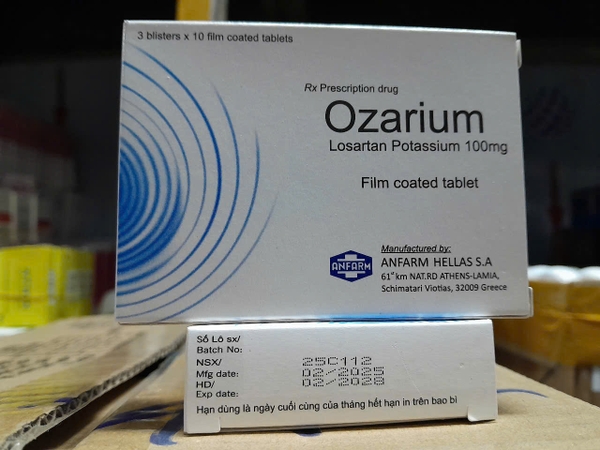 3 blisters x 10 film coated tablets
Rx Prescription drug
Ozarium
Losartan Potassium 100mg
Film coated tablet
Manufactured by:
ANFARM
ANFARM HELLAS S.A
61st km NAT.RD ATHENS-LAMIA,
Schimatari Viotias, 32009 Greece
Số Lô sx/
Batch No:
25C112
NSX/
Mfg date:
02/2025
HD/
02/2028
Exp date:
Hạn dùng là ngày cuối cùng của tháng hết hạn in trên bao bì